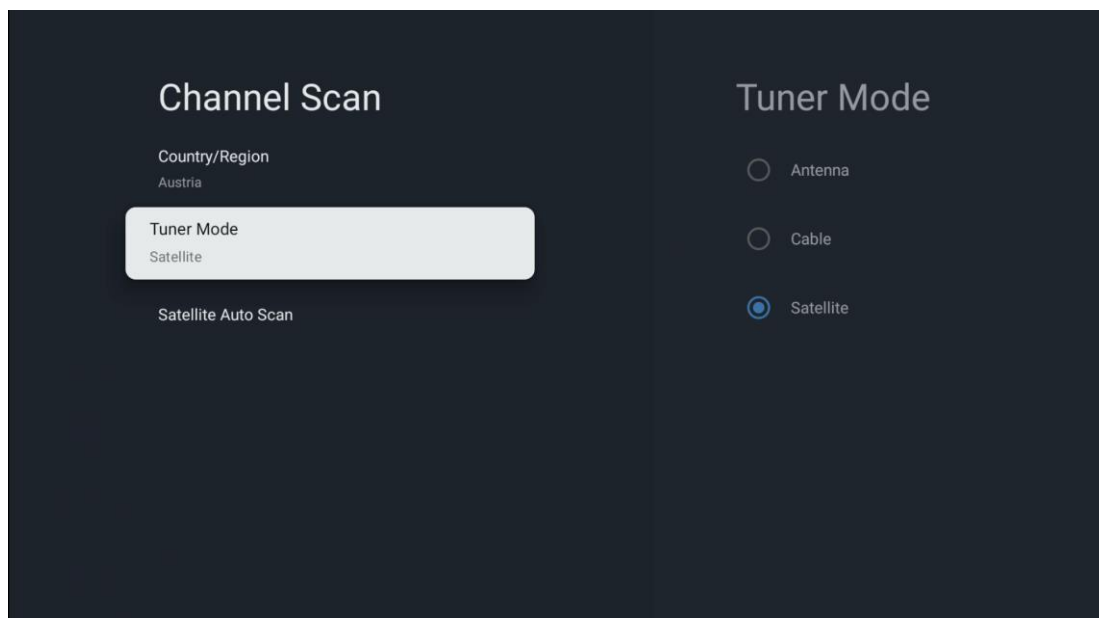 Channel Scan
Country/Region
Austria
Tuner Mode
Satellite
Satellite Auto Scan
Tuner Mode
Antenna
Cable
Satellite